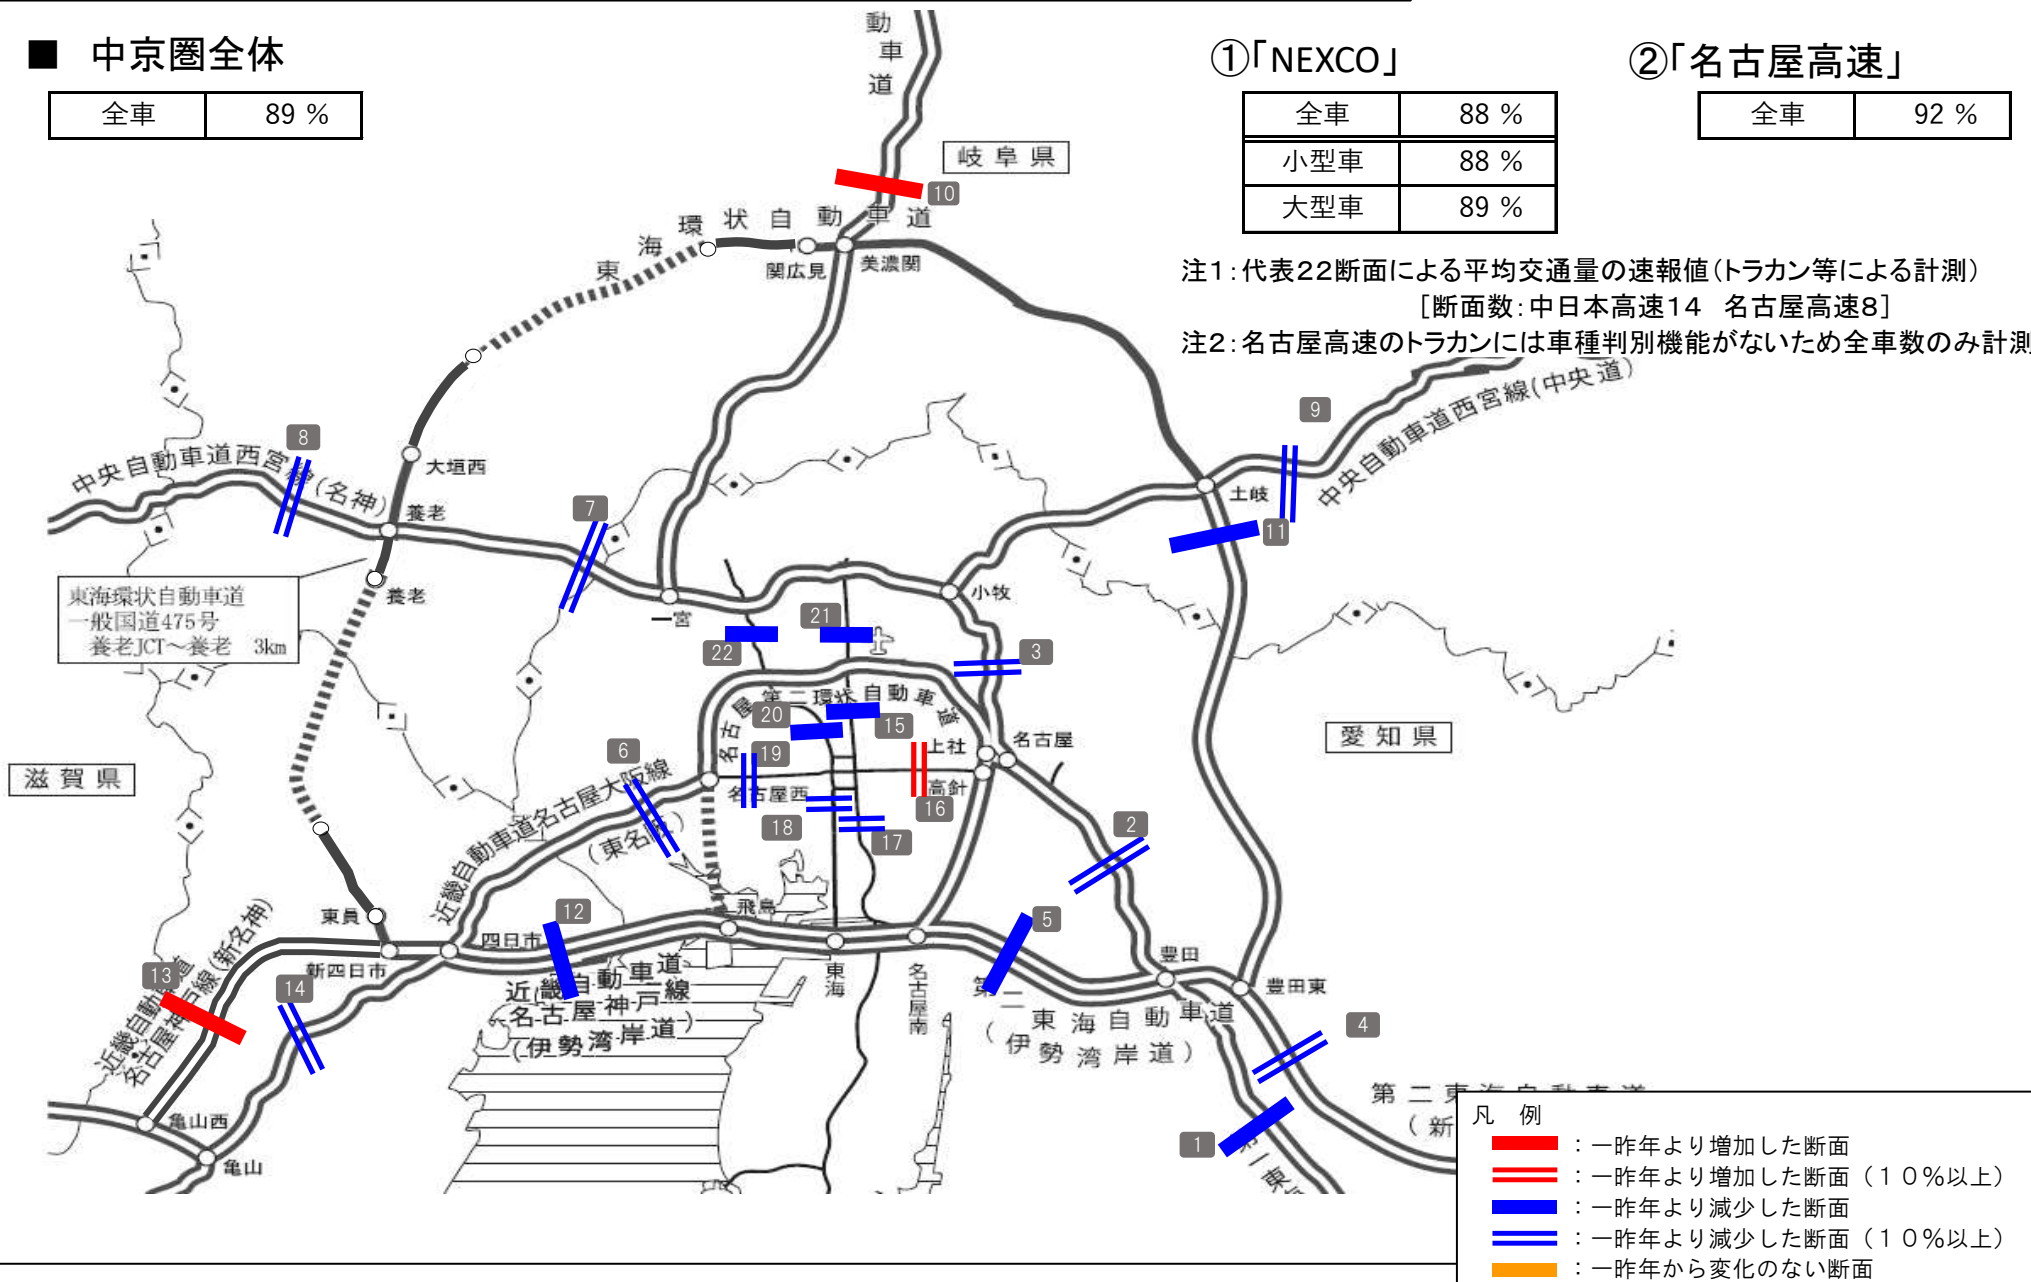 ■ 中京圏全体
全車 89 %
①「NEXCO」
全車 88 %
小型車 88 %
大型車 89 %
②「名古屋高速」
全車 92 %
注1：代表22断面による平均交通量の速報値（トラカン等による計測）
［断面数：中日本高速14 名古屋高速8］
注2：名古屋高速のトラカンには車種判別機能がないため全車数のみ計測
動車道
岐阜県
10
東海環状自動車道
関広見
美濃関
9
中央自動車道西宮線(中央道)
8
中央自動車道西宮線(名神)
大垣西
養老
7
土岐
11
東海環状自動車道
一般国道475号
養老JCT～養老 3km
養老
一宮
小牧
22
21
3
名古屋第二環状自動車道
20
15
19
6
上社
名古屋
愛知県
滋賀県
名古屋西
高針
16
18
17
2
近畿自動車道名古屋大阪線
(東名阪)
東員
12
四日市
飛島
5
新四日市
東海
名古屋南
豊田
豊田東
13
14
近畿自動車道
名古屋神戸線(新名神)
近畿自動車道
名古屋神戸線
(伊勢湾岸道)
第二東海自動車道
(伊勢湾岸道)
4
第二東海自動車道
(新
1
亀山西
亀山
凡 例
：一昨年より増加した断面
：一昨年より増加した断面（１０％以上）
：一昨年より減少した断面
：一昨年より減少した断面（１０％以上）
：一昨年から変化のない断面